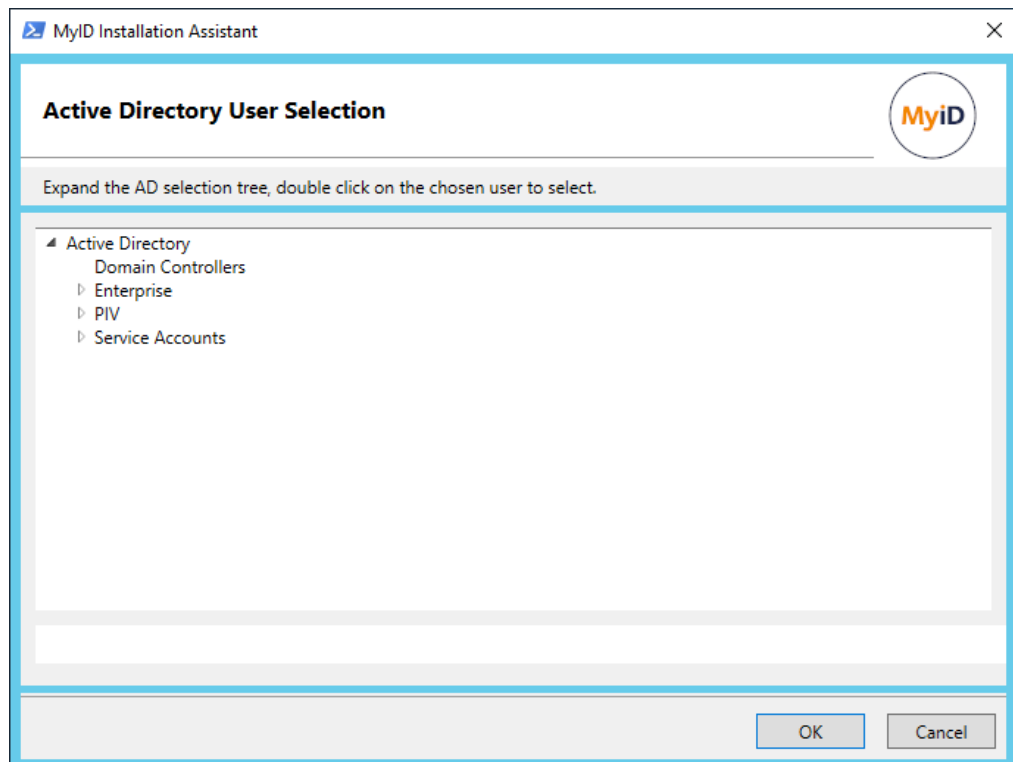 MyID Installation Assistant
Active Directory User Selection
MyiD
Expand the AD selection tree, double click on the chosen user to select.
Active Directory
Domain Controllers
Enterprise
PIV
Service Accounts
OK
Cancel